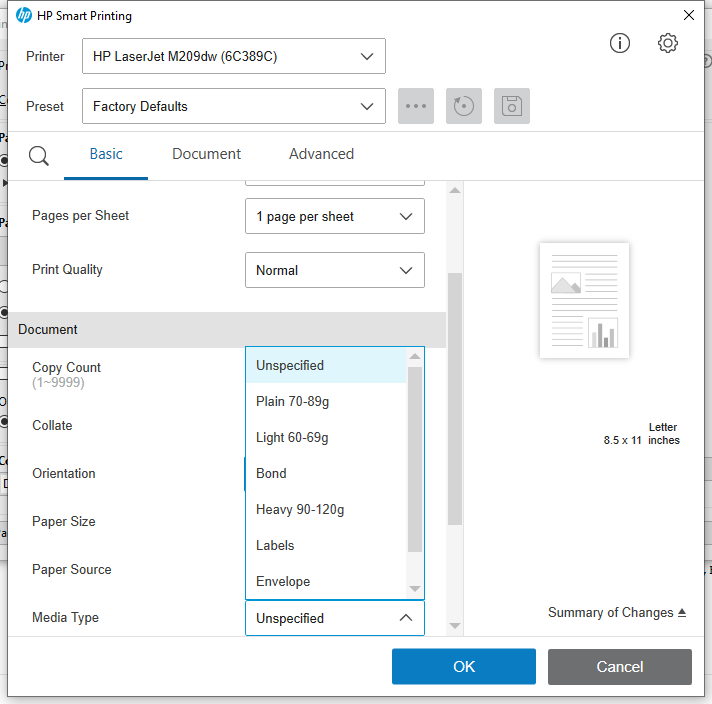 hp HP Smart Printing
Printer HP LaserJet M209dw (6C389C)
Preset Factory Defaults
Basic Document Advanced
Pages per Sheet 1 page per sheet
Print Quality Normal
Document
Copy Count
(1~9999)
Collate
Orientation
Paper Size
Paper Source
Media Type
Unspecified
Plain 70-89g
Light 60-69g
Bond
Heavy 90-120g
Labels
Envelope
Unspecified
Letter
8.5 x 11 inches
Summary of Changes
OK Cancel